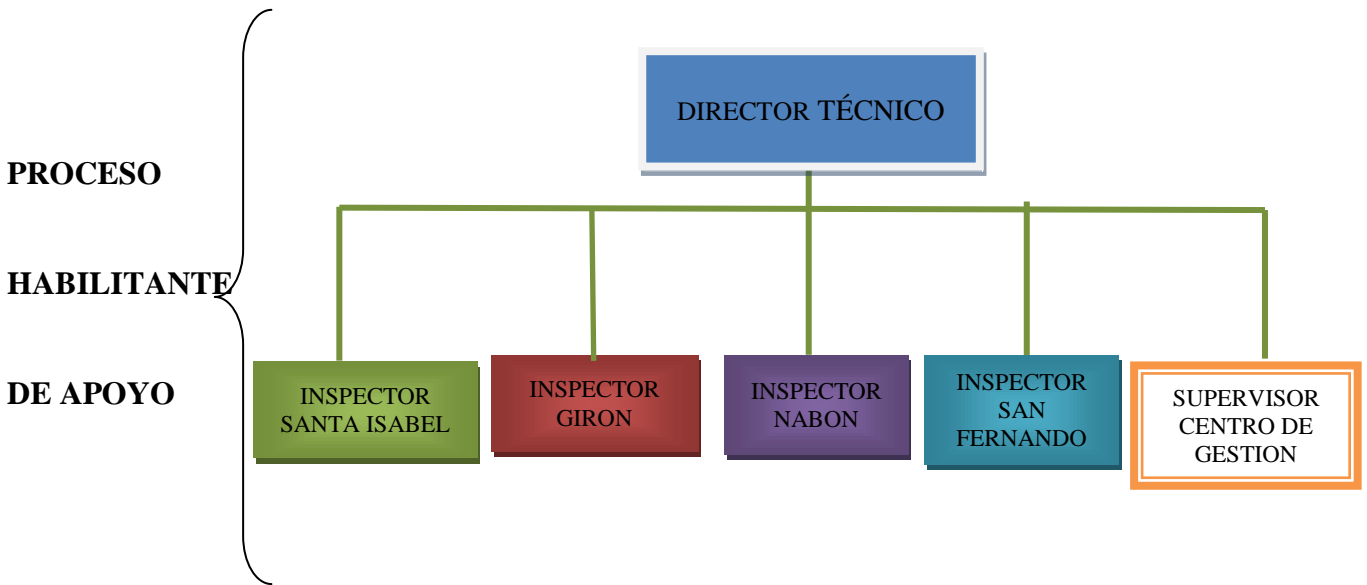 DIRECTOR TÉCNICO
PROCESO
HABILITANTE
DE APOYO
INSPECTOR
SANTA ISABEL
INSPECTOR
GIRON
INSPECTOR
NABON
INSPECTOR
SAN
FERNANDO
SUPERVISOR
CENTRO DE
GESTION